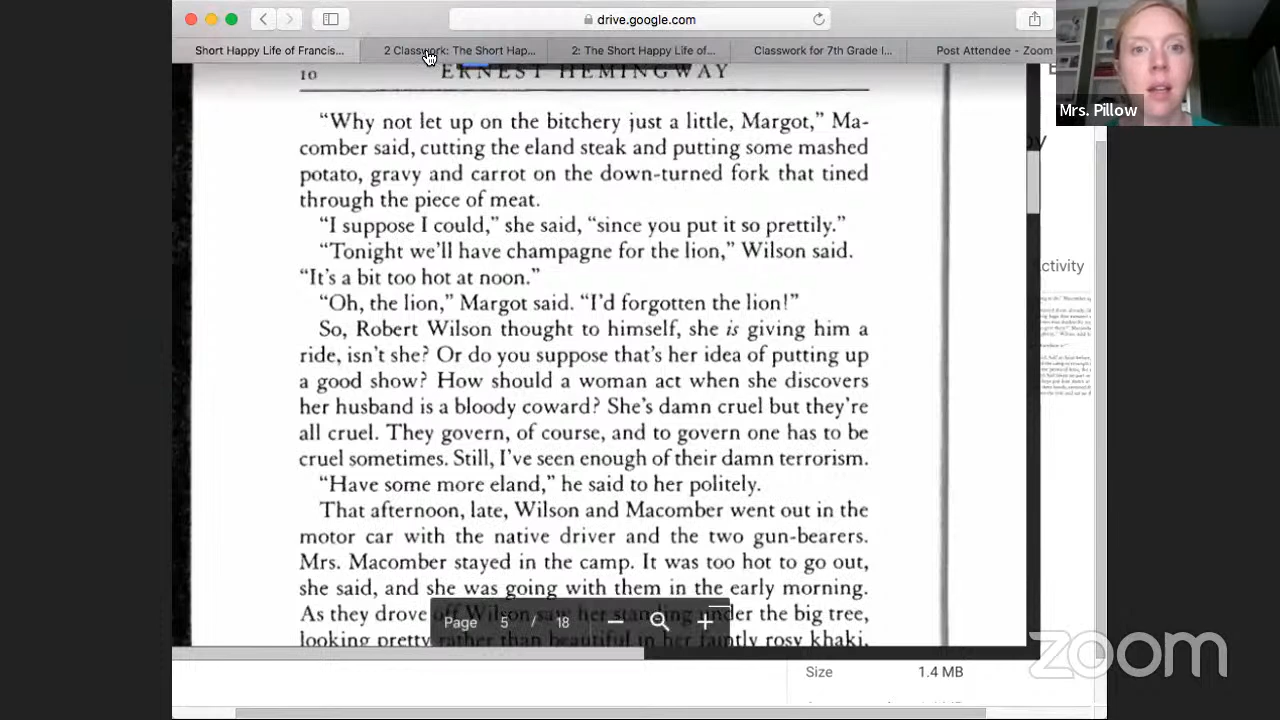 drive.google.com
Short Happy Life of Francis...
2 Classwork: The Short Hap...
2: The Short Happy Life of...
Classwork for 7th Grade I...
Post Attendee - Zoom
Mrs. Pillow
10 ERNEST HEMINGWAY
“Why not let up on the bitchery just a little, Margot,” Ma-
comber said, cutting the eland steak and putting some mashed
potato, gravy and carrot on the down-turned fork that tined
through the piece of meat.
“I suppose I could,” she said, “since you put it so prettily.”
“Tonight we’ll have champagne for the lion,” Wilson said.
“It’s a bit too hot at noon.”
“Oh, the lion,” Margot said. “I’d forgotten the lion!”
So, Robert Wilson thought to himself, she is giving him a
ride, isn’t she? Or do you suppose that’s her idea of putting up
a good show? How should a woman act when she discovers
her husband is a bloody coward? She’s damn cruel but they’re
all cruel. They govern, of course, and to govern one has to be
cruel sometimes. Still, I’ve seen enough of their damn terrorism.
“Have some more eland,” he said to her politely.
That afternoon, late, Wilson and Macomber went out in the
motor car with the native driver and the two gun-bearers.
Mrs. Macomber stayed in the camp. It was too hot to go out,
she said, and she was going with them in the early morning.
As they drove off Wilson saw her standing under the big tree,
looking pretty rather than beautiful in her faintly rosy khaki,
Page 5 / 18
ctivity
Size 1.4 MB
zoom